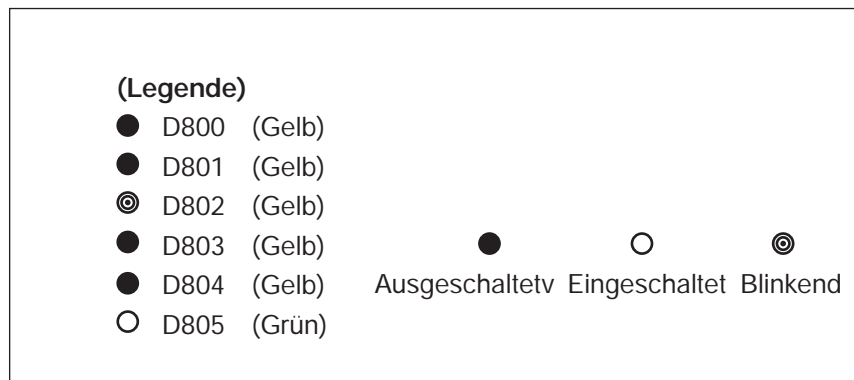 (Legende)
D800 (Gelb)
D801 (Gelb)
D802 (Gelb)
D803 (Gelb)
D804 (Gelb)
D805 (Grün)
Ausgeschaltetv Eingeschaltet Blinkend